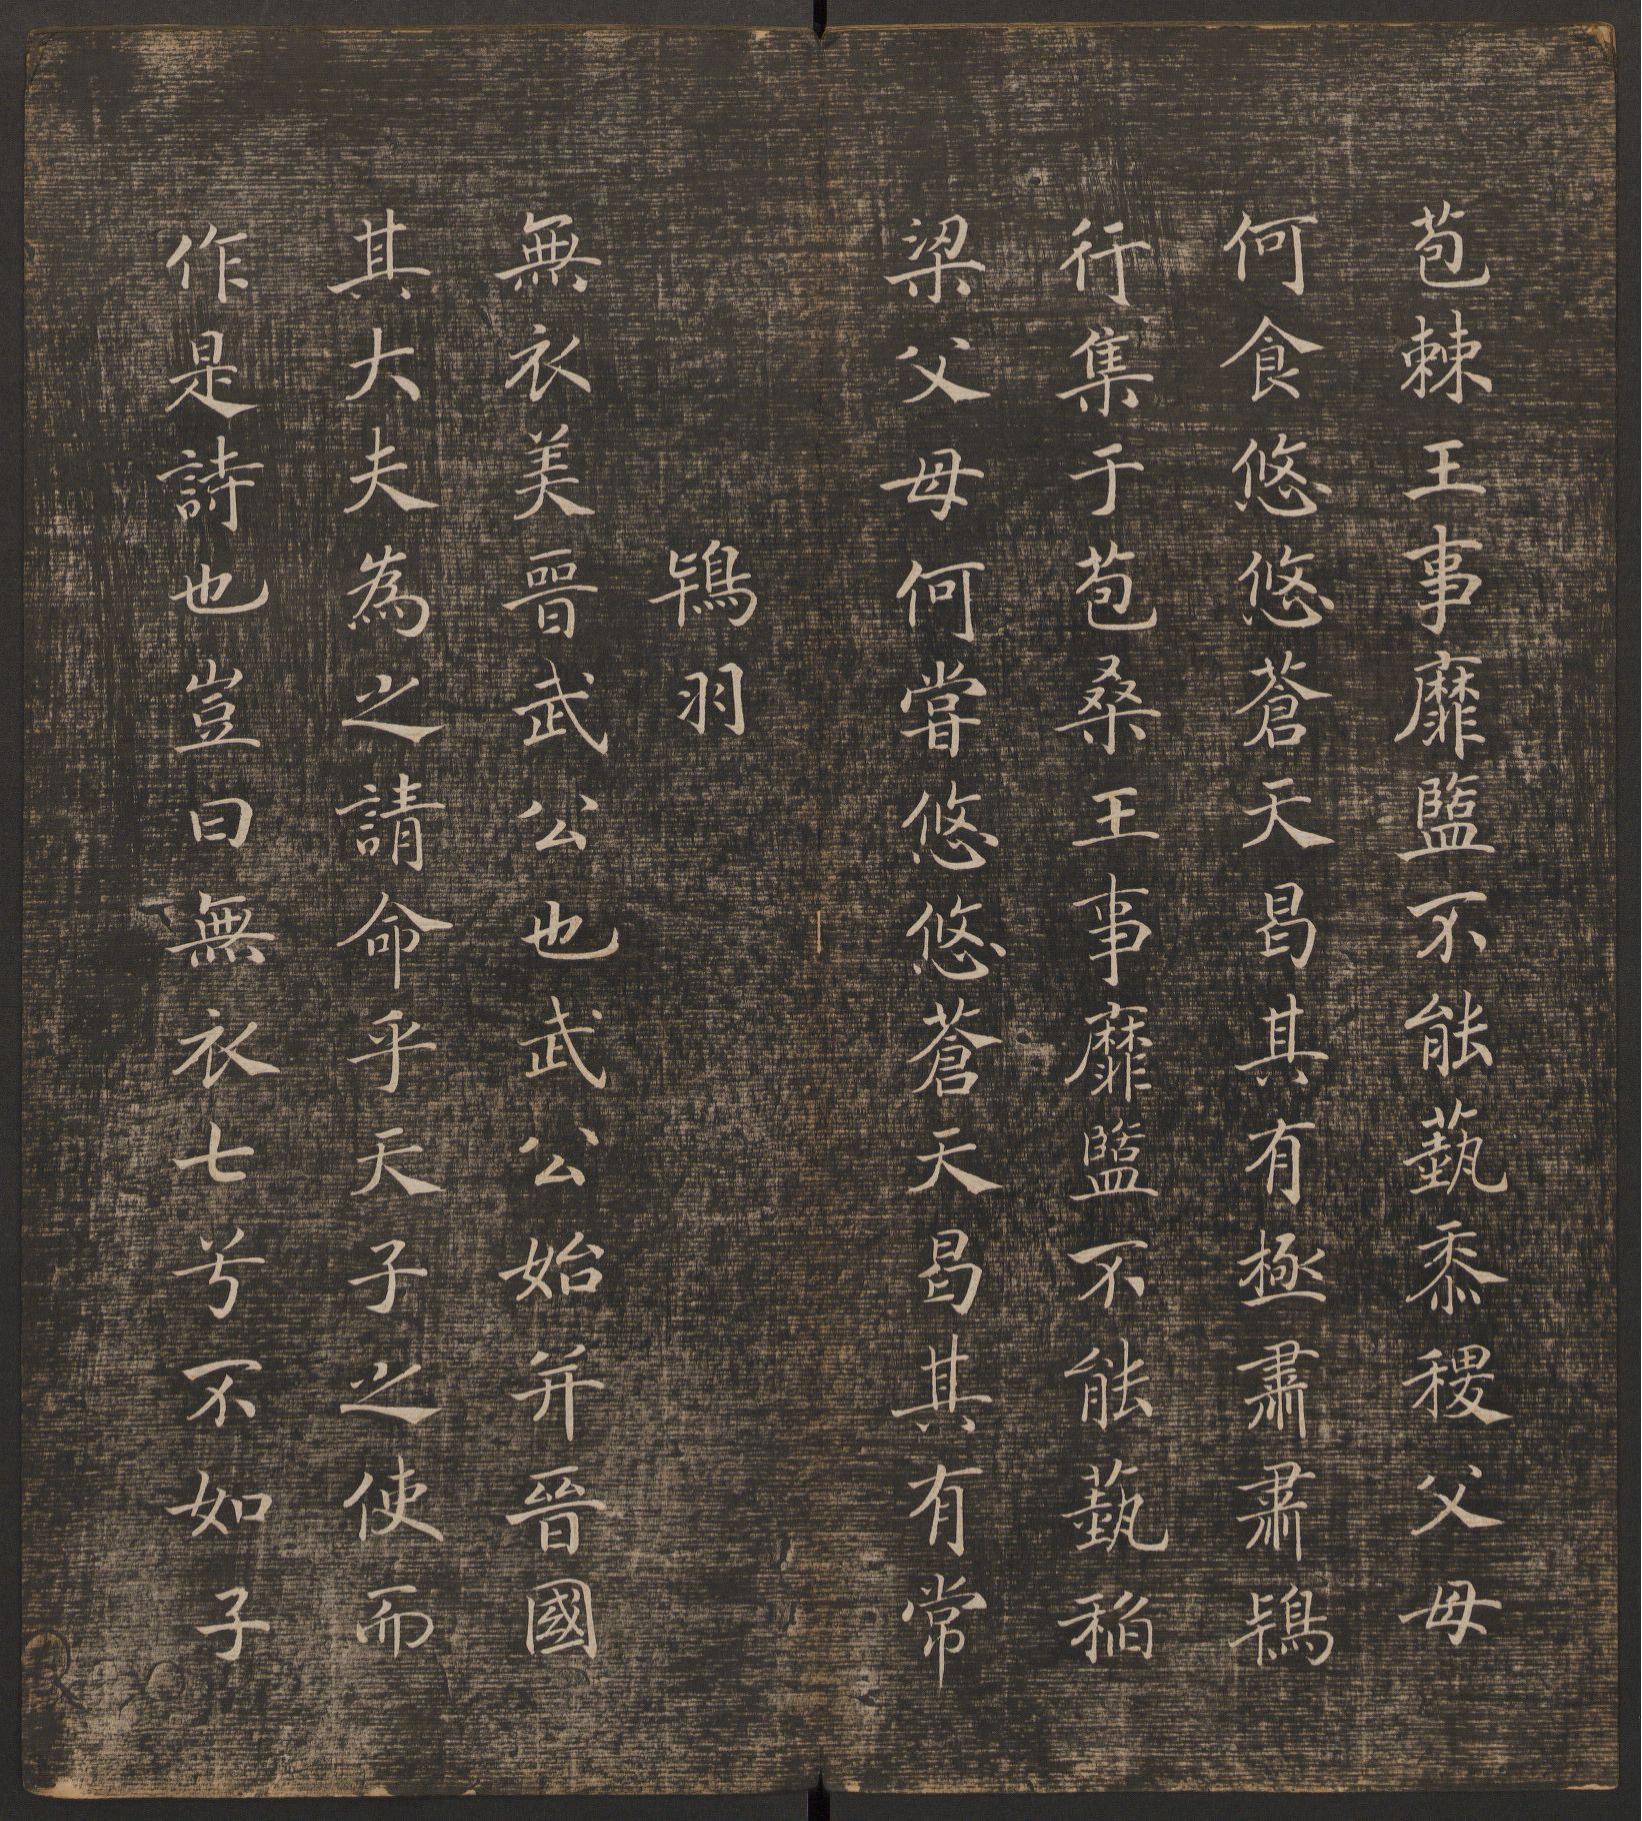 苞棘王事靡盬不能蓺黍稷父母
何食悠悠蒼天曷其有極肅肅鴇
行集于苞桑王事靡盬不能蓺稻
梁父母何嘗悠悠蒼天曷其有常
鴇羽
無衣美晉武公也武公始并晉國
其大夫為之請命乎天子之使而
作是詩也豈曰無衣七兮不如子